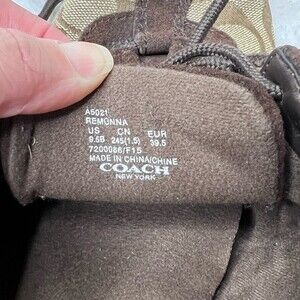 A5021
REMONNA
US CN EUR
9.5B 245(1.5) 39.5
7200086/F15
MADE IN CHINA/CHINE
COACH
NEW YORK